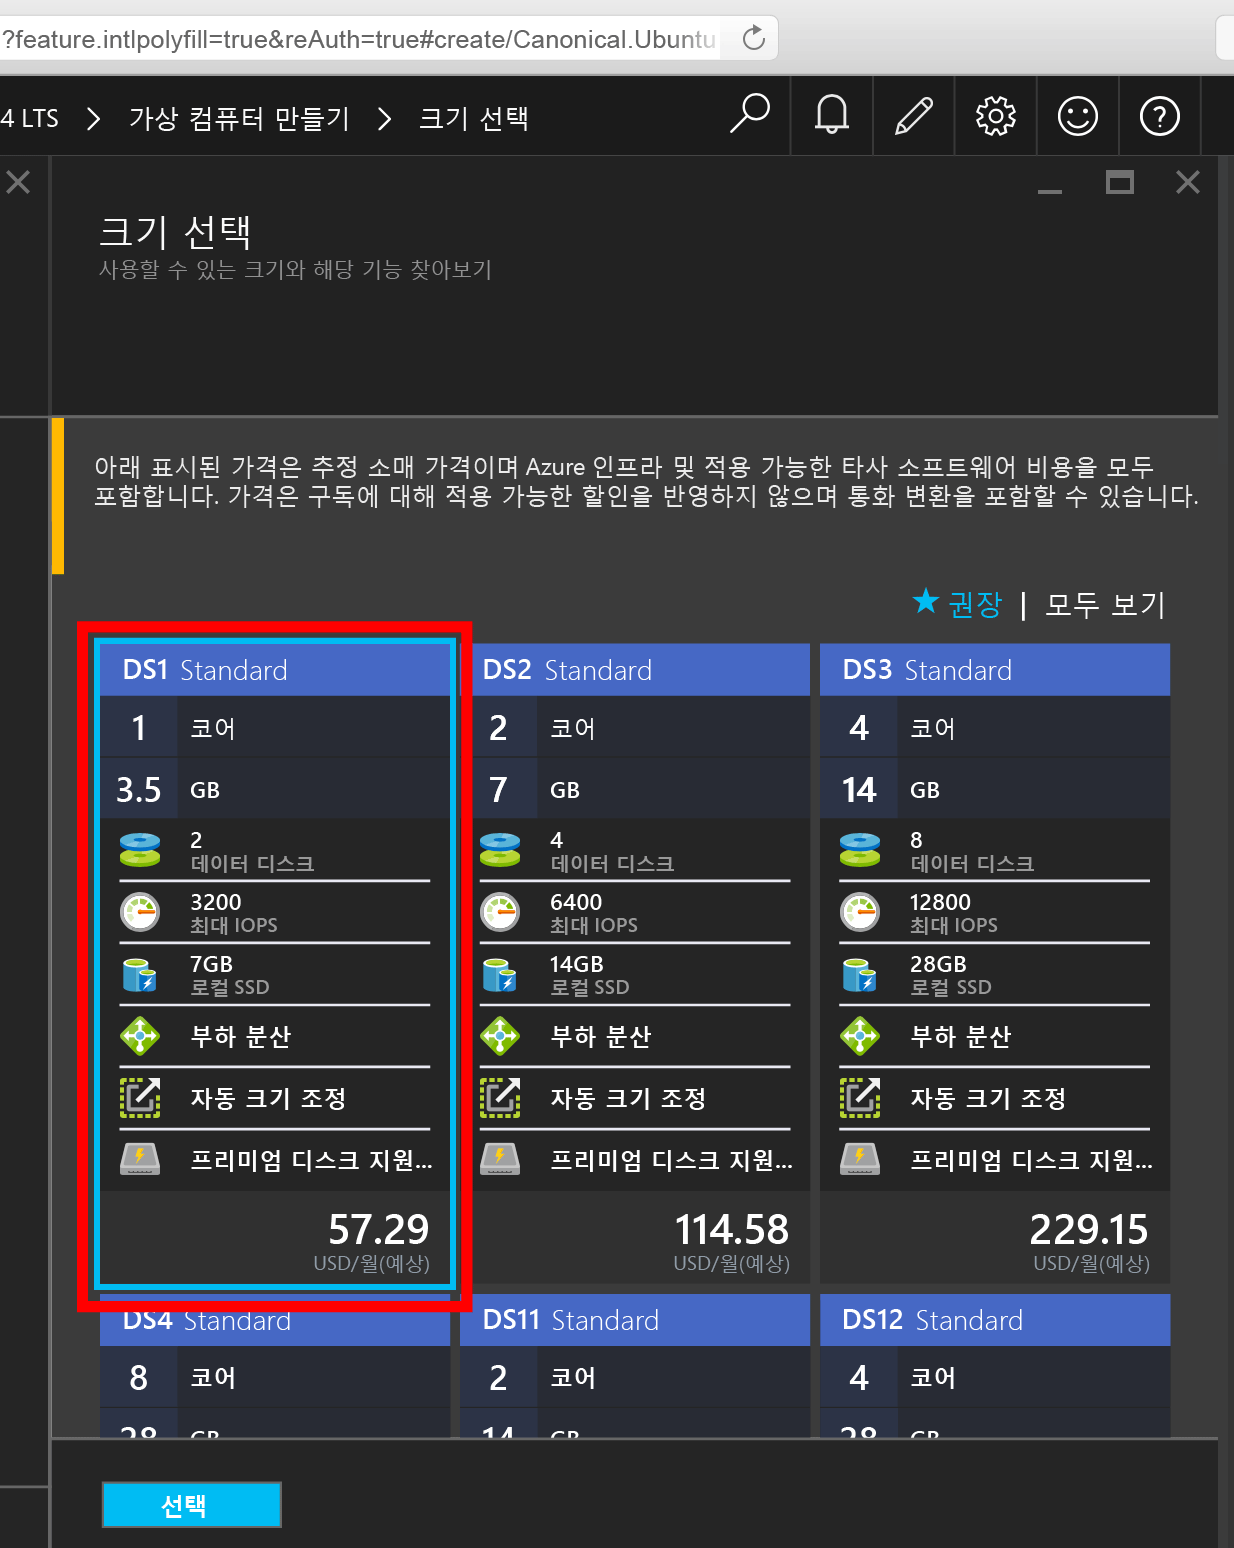 ?feature.intlpolyfill=true&reAuth=true#create/Canonical.Ubuntu
4 LTS > 가상 컴퓨터 만들기 > 크기 선택
크기 선택
사용할 수 있는 크기와 해당 기능 찾아보기
아래 표시된 가격은 추정 소매 가격이며 Azure 인프라 및 적용 가능한 타사 소프트웨어 비용을 모두
포함합니다. 가격은 구독에 대해 적용 가능한 할인을 반영하지 않으며 통화 변환을 포함할 수 있습니다.
★ 권장 | 모두 보기
DS1 Standard
1 코어
3.5 GB
2
데이터 디스크
3200
최대 IOPS
7GB
로컬 SSD
부하 분산
자동 크기 조정
프리미엄 디스크 지원...
57.29
USD/월(예상)
DS2 Standard
2 코어
7 GB
4
데이터 디스크
6400
최대 IOPS
14GB
로컬 SSD
부하 분산
자동 크기 조정
프리미엄 디스크 지원...
114.58
USD/월(예상)
DS3 Standard
4 코어
14 GB
8
데이터 디스크
12800
최대 IOPS
28GB
로컬 SSD
부하 분산
자동 크기 조정
프리미엄 디스크 지원...
229.15
USD/월(예상)
DS4 Standard
8 코어
28 GB
DS11 Standard
2 코어
14 GB
DS12 Standard
4 코어
28 GB
선택